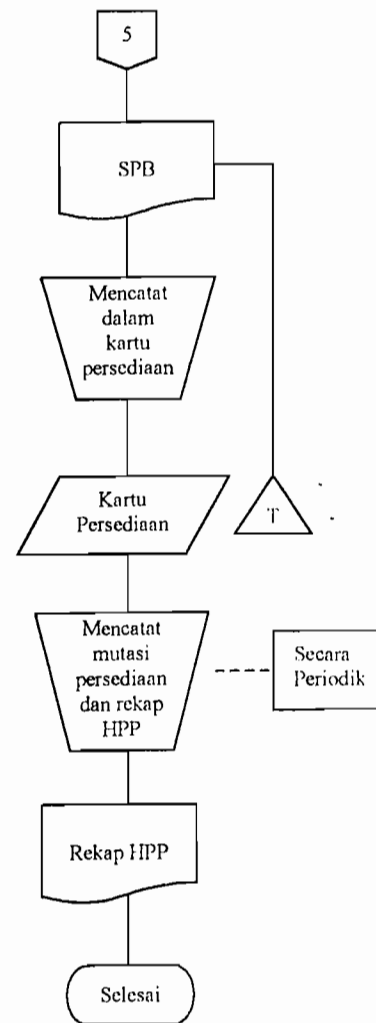 5
SPB
Mencatat
dalam
kartu
persediaan
Kartu
Persediaan
T
Mencatat
mutasi
persediaan
dan rekap
HPP
Secara
Periodik
Rekap HPP
Selesai